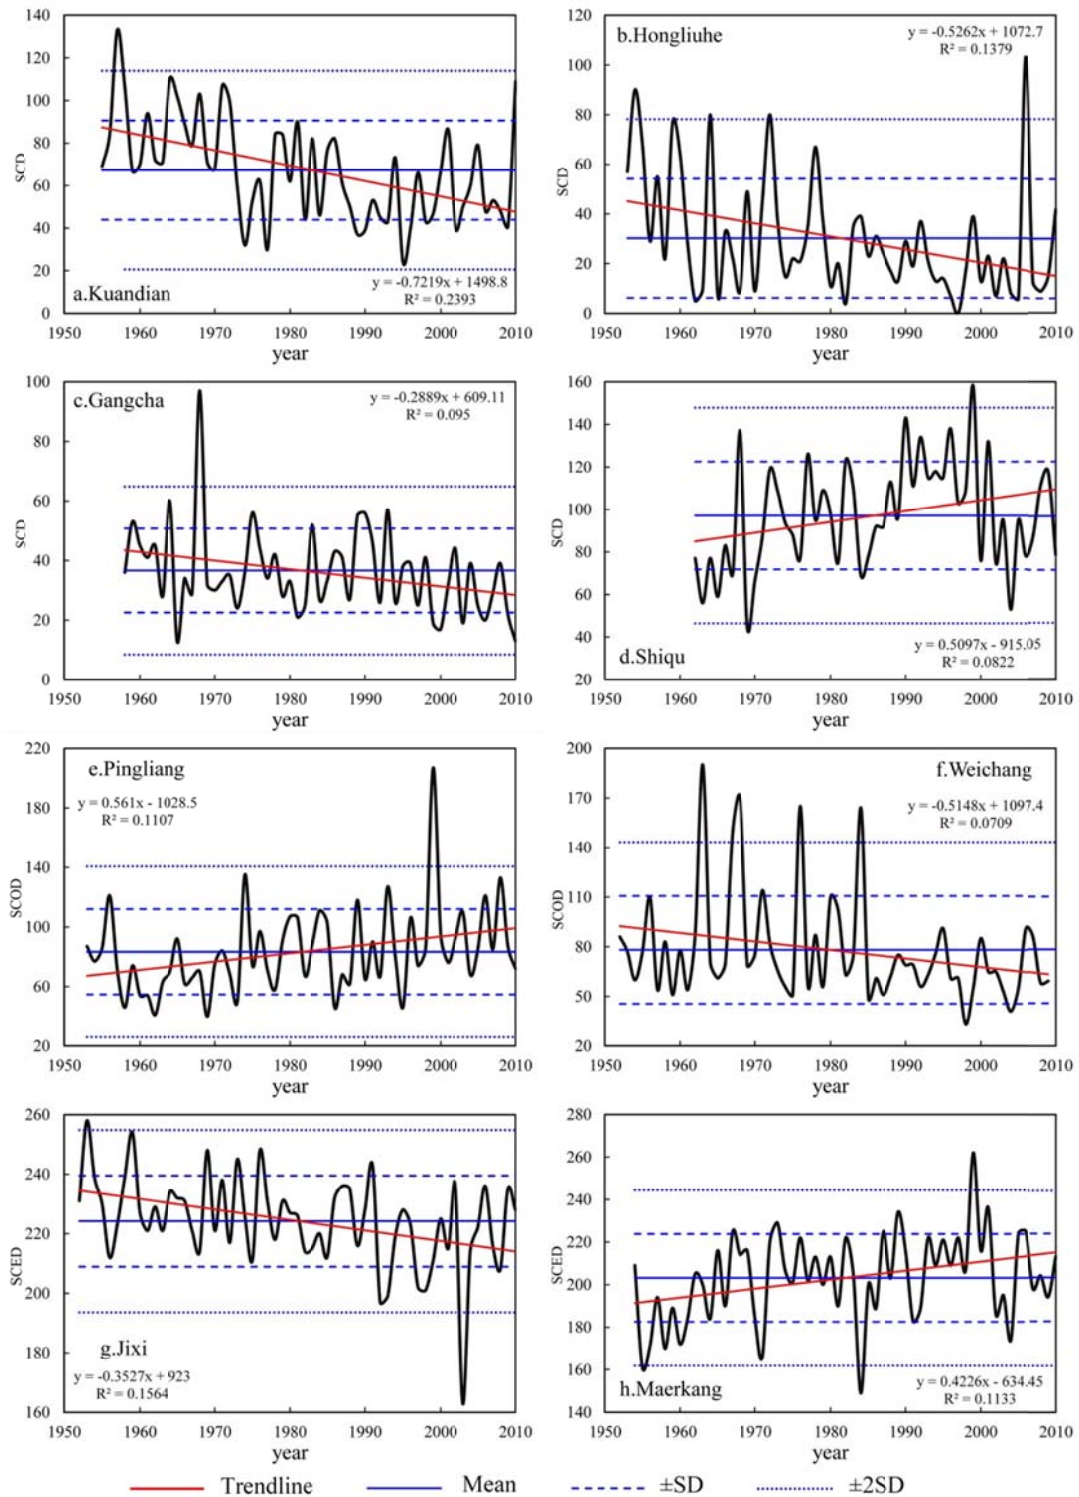 140
120
100
80
60
40
20
0
SCD
a.Kuandian
y = -0.7219x + 1498.8
R² = 0.2393
1950 1960 1970 1980 1990 2000 2010
year
120
100
80
60
40
20
0
SCD
b.Hongliuhe
y = -0.5262x + 1072.7
R² = 0.1379
1950 1960 1970 1980 1990 2000 2010
year
100
80
60
40
20
0
SCD
c.Gangcha
y = -0.2889x + 609.11
R² = 0.095
1950 1960 1970 1980 1990 2000 2010
year
160
140
120
100
80
60
40
20
SCD
d.Shiqu
y = 0.5097x - 915.05
R² = 0.0822
1950 1960 1970 1980 1990 2000 2010
year
220
180
140
100
60
20
SCOD
e.Pingliang
y = 0.561x - 1028.5
R² = 0.1107
1950 1960 1970 1980 1990 2000 2010
year
200
170
140
110
80
50
20
SCOD
f.Weichang
y = -0.5148x + 1097.4
R² = 0.0709
1950 1960 1970 1980 1990 2000 2010
year
260
240
220
200
180
160
SCED
g.Jixi
y = -0.3527x + 923
R² = 0.1564
1950 1960 1970 1980 1990 2000 2010
year
280
260
240
220
200
180
160
140
SCED
h.Maerkang
y = 0.4226x - 634.45
R² = 0.1133
1950 1960 1970 1980 1990 2000 2010
year
Trendline Mean ±SD ±2SD